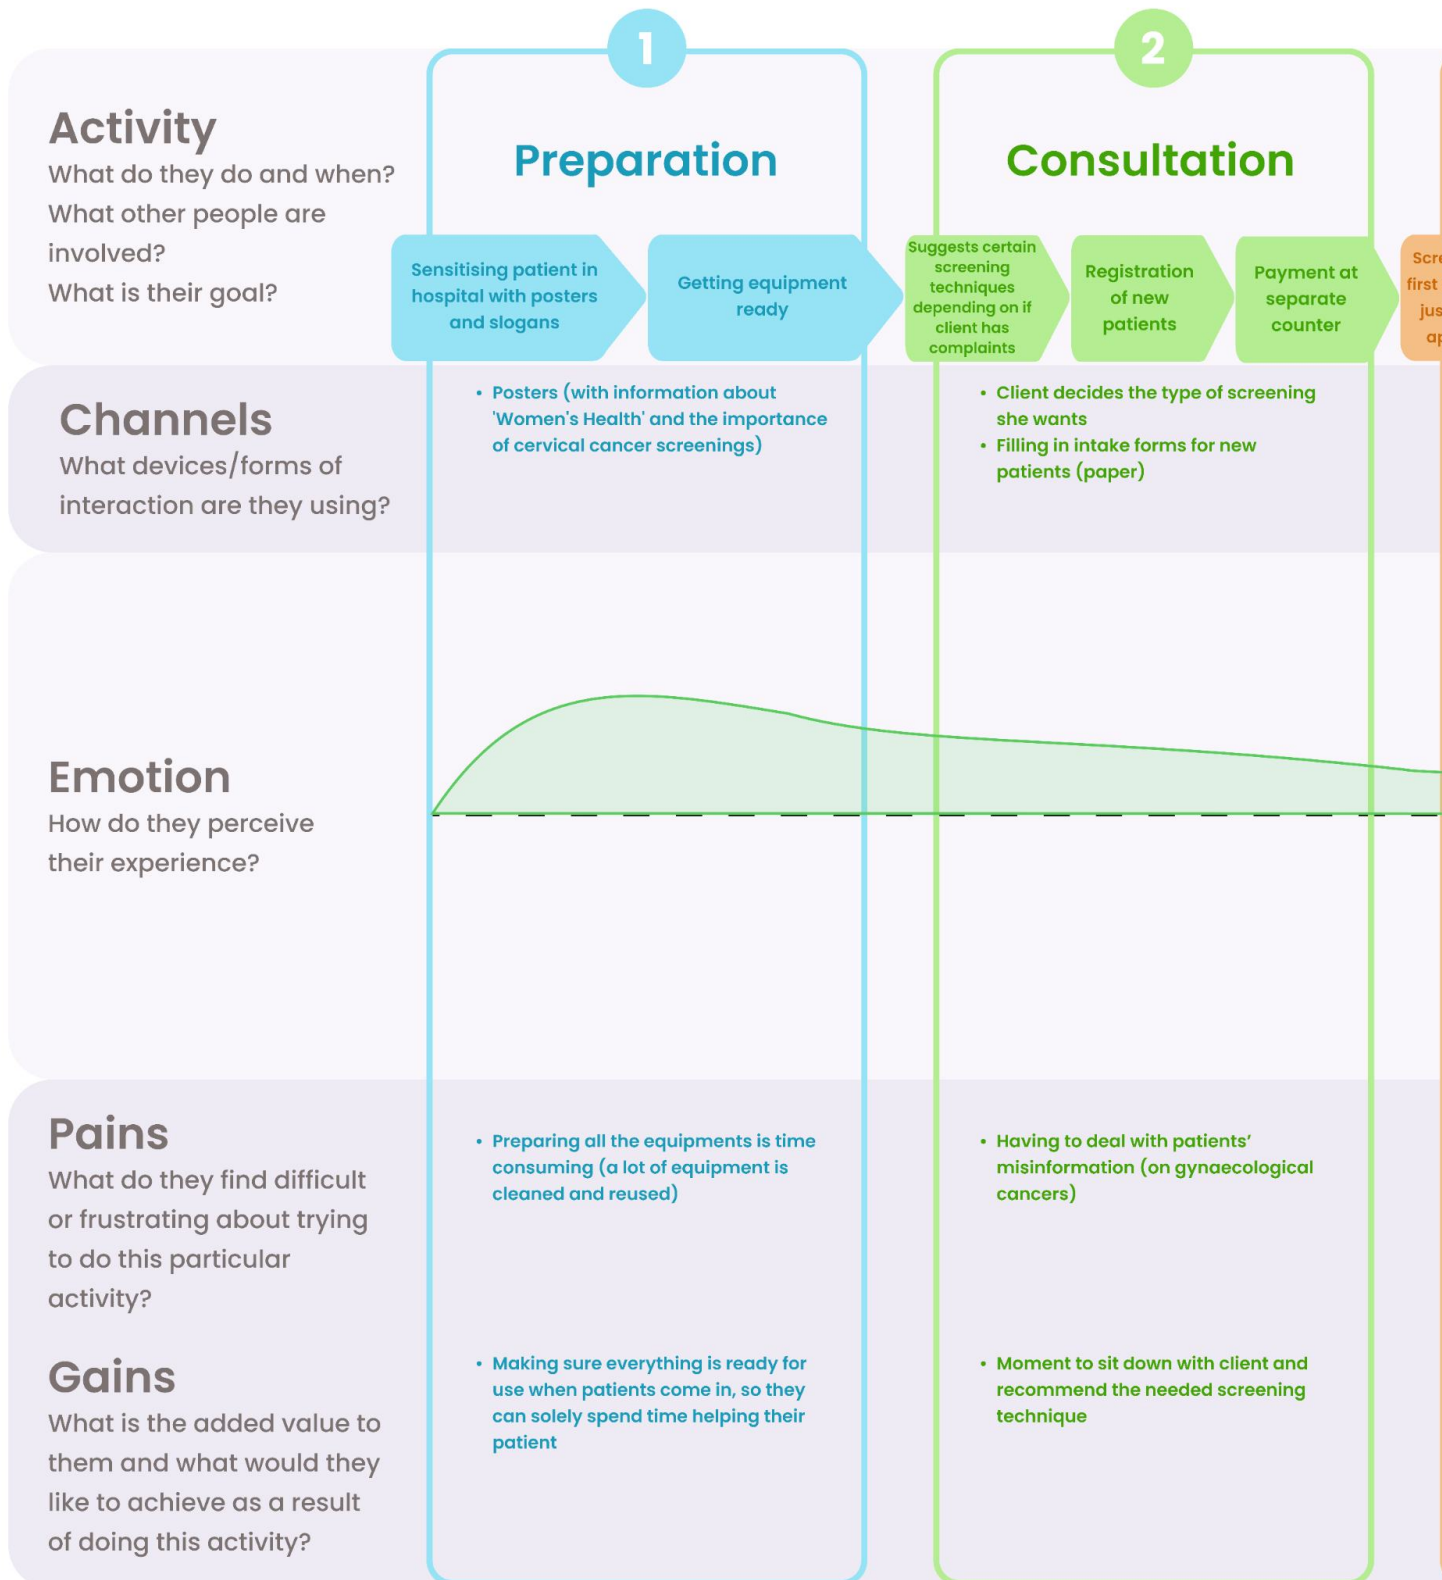 1
2
Activity
What do they do and when?
What other people are
involved?
What is their goal?
Preparation
Consultation
Sensitising patient in
hospital with posters
and slogans
Getting equipment
ready
Suggests certain
screening
techniques
depending on if
client has
complaints
Registration
of new
patients
Payment at
separate
counter
first
Channels
What devices/forms of
interaction are they using?
• Posters (with information about
'Women's Health' and the importance
of cervical cancer screenings)
• Client decides the type of screening
she wants
• Filling in intake forms for new
patients (paper)
Emotion
How do they perceive
their experience?
Pains
What do they find difficult
or frustrating about trying
to do this particular
activity?
• Preparing all the equipments is time
consuming (a lot of equipment is
cleaned and reused)
• Having to deal with patients’
misinformation (on gynaecological
cancers)
Gains
What is the added value to
them and what would they
like to achieve as a result
of doing this activity?
• Making sure everything is ready for
use when patients come in, so they
can solely spend time helping their
patient
• Moment to sit down with client and
recommend the needed screening
technique